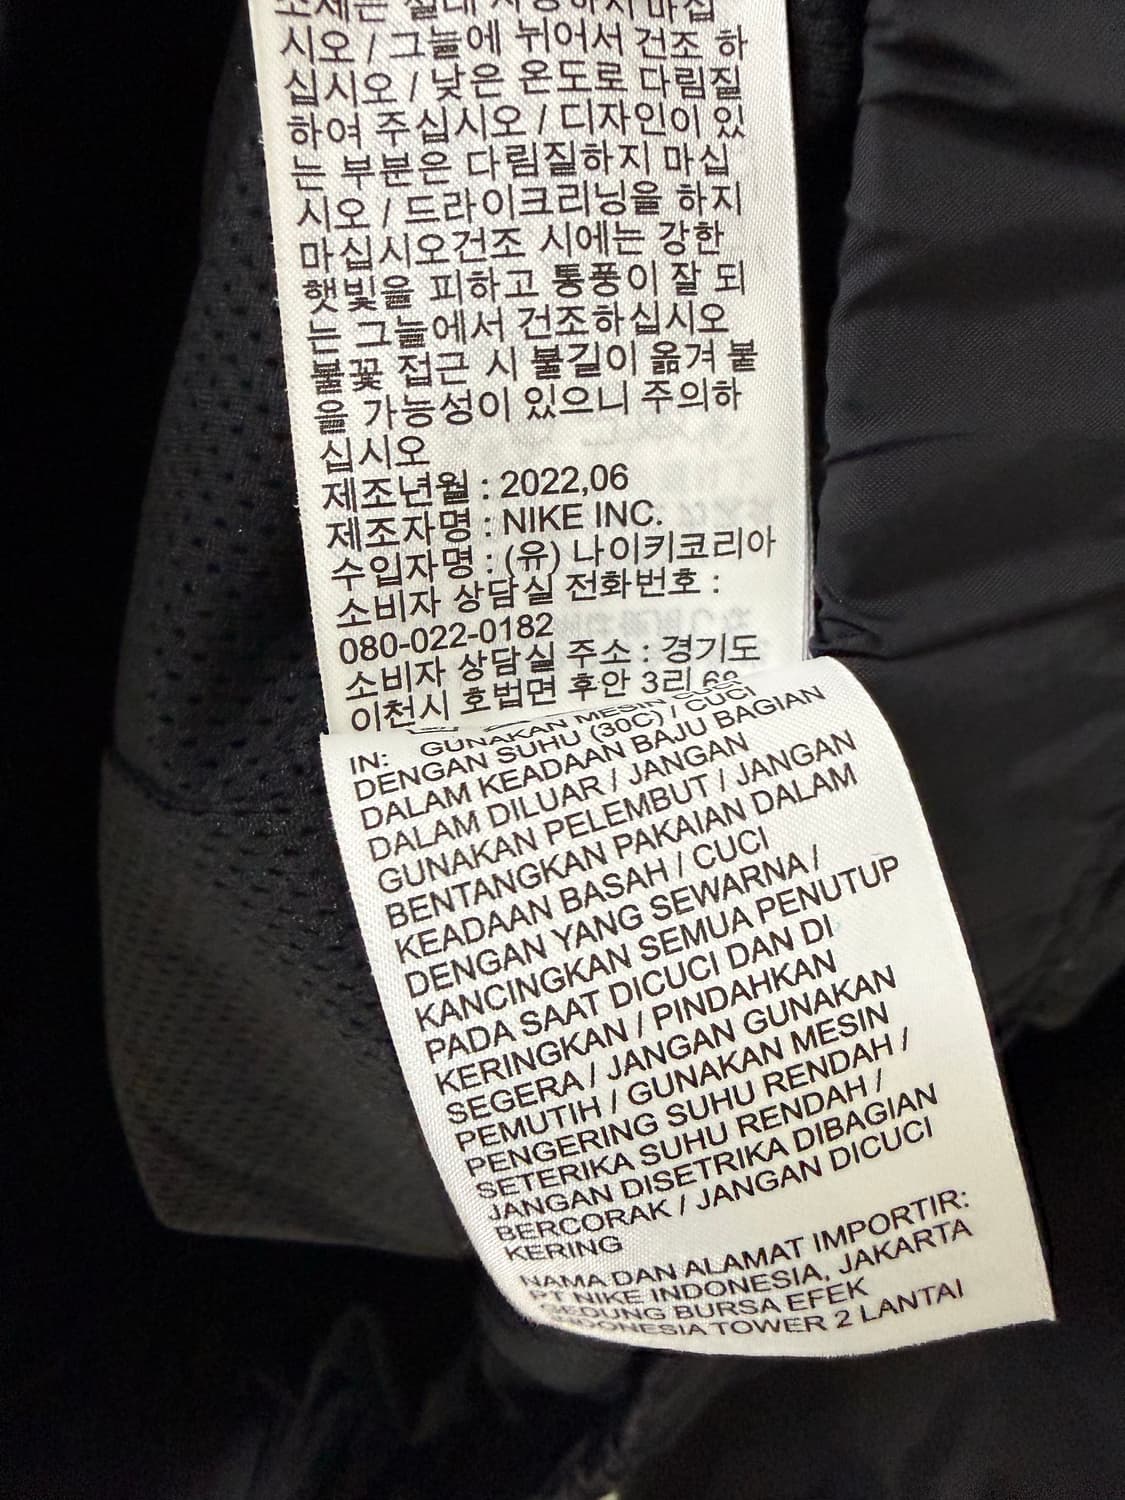 시오 / 그늘에 뉘어서 건조 하
십시오 / 낮은 온도로 다림질
하여 주십시오 / 디자인이 있
는 부분은 다림질하지 마십
시오 / 드라이크리닝을 하지
마십시오건조 시에는 강한
햇빛을 피하고 통풍이 잘 되
는 그늘에서 건조하십시오
불꽃 접근 시 불길이 옮겨 붙
을 가능성이 있으니 주의하
십시오
제조년월 : 2022,06
제조자명 : NIKE INC.
수입자명 : (유) 나이키코리아
소비자 상담실 전화번호 :
080-022-0182
소비자 상담실 주소 : 경기도
이천시 호법면 후안 3리
IN: GUNAKAN MESIN CUCI
DENGAN SUHU (30C) / CUCI
DALAM KEADAAN BAJU BAGIAN
DALAM DILUAR / JANGAN
GUNAKAN PELEMBUT / JANGAN
BENTANGKAN PAKAIAN DALAM
KEADAAN BASAH / CUCI
DENGAN YANG SEWARNA /
KANCINGKAN SEMUA PENUTUP
PADA SAAT DICUCI DAN DI
KERINGKAN / PINDAHKAN
SEGERA / JANGAN GUNAKAN
PEMUTIH / GUNAKAN MESIN
PENGERING SUHU RENDAH /
SETERIKA SUHU RENDAH /
JANGAN DISETRIKA DIBAGIAN
BERCORAK / JANGAN DICUCI
KERING
NAMA DAN ALAMAT IMPORTIR:
PT NIKE INDONESIA, JAKARTA
GEDUNG BURSA EFEK
INDONESIA TOWER 2 LANTAI